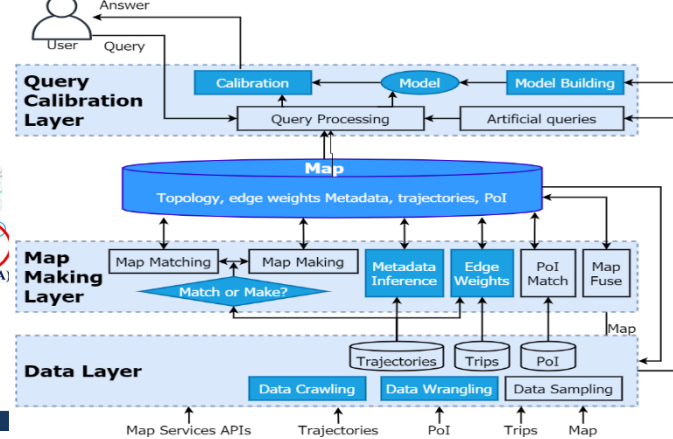 Answer
User
Query
Query
Calibration
Layer
Calibration
Model
Model Building
Query Processing
Artificial queries
Map
Topology, edge weights Metadata, trajectories, PoI
Map
Making
Layer
Map Matching
Map Making
Metadata
Inference
Edge
Weights
PoI
Match
Map
Fuse
Match or Make?
Map
Data Layer
Trajectories
Trips
PoI
Data Crawling
Data Wrangling
Data Sampling
Map Services APIs
Trajectories
PoI
Trips
Map